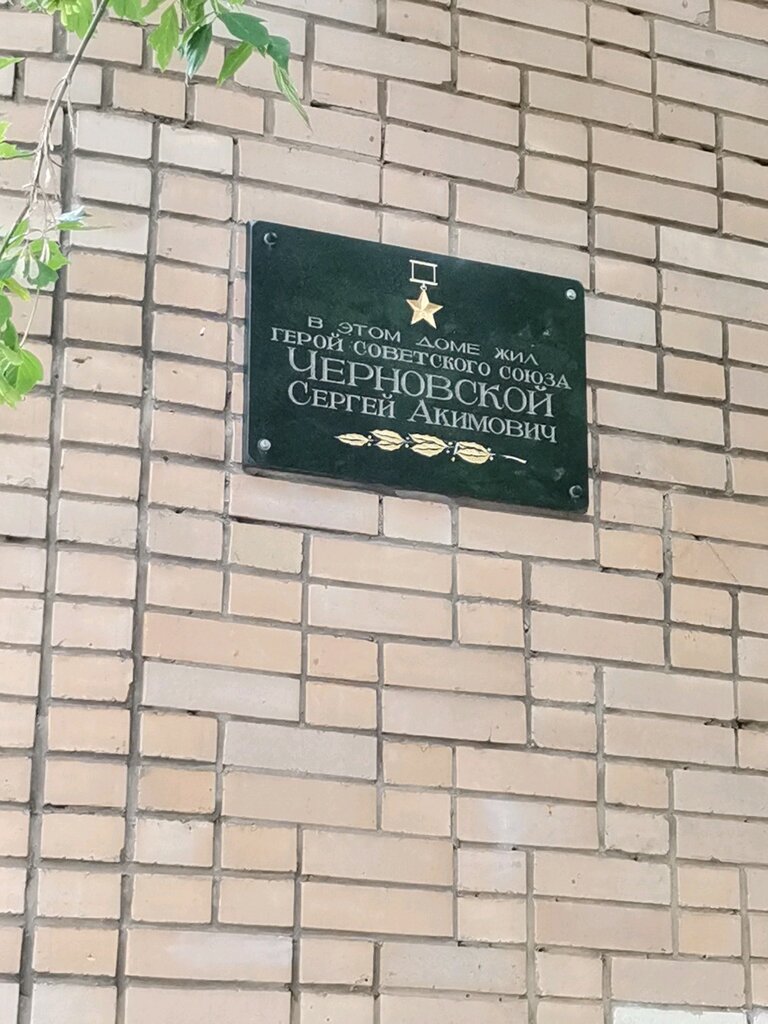 В ЭТОМ ДОМЕ ЖИЛ
ГЕРОЙ СОВЕТСКОГО СОЮЗА
ЧЕРНОВСКОЙ
СЕРГЕЙ АКИМОВИЧ